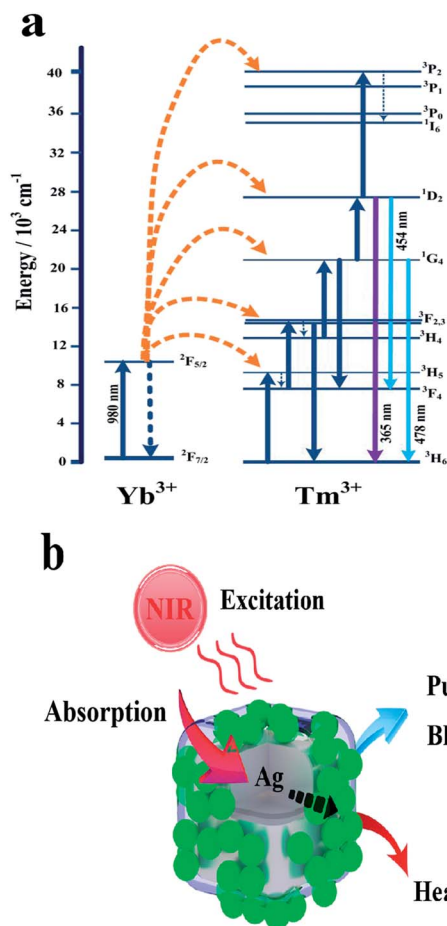 a
Energy / 10³ cm⁻¹
40
36
32
28
24
20
16
12
8
4
0
³P₂
³P₁
³P₀
¹I₆
¹D₂
454 nm
¹G₄
³F₂,₃
³H₄
³H₅
³F₄
²F₅/₂
980 nm
365 nm
478 nm
²F₇/₂
³H₆
Yb³⁺
Tm³⁺
b
NIR
Excitation
Absorption
Ag